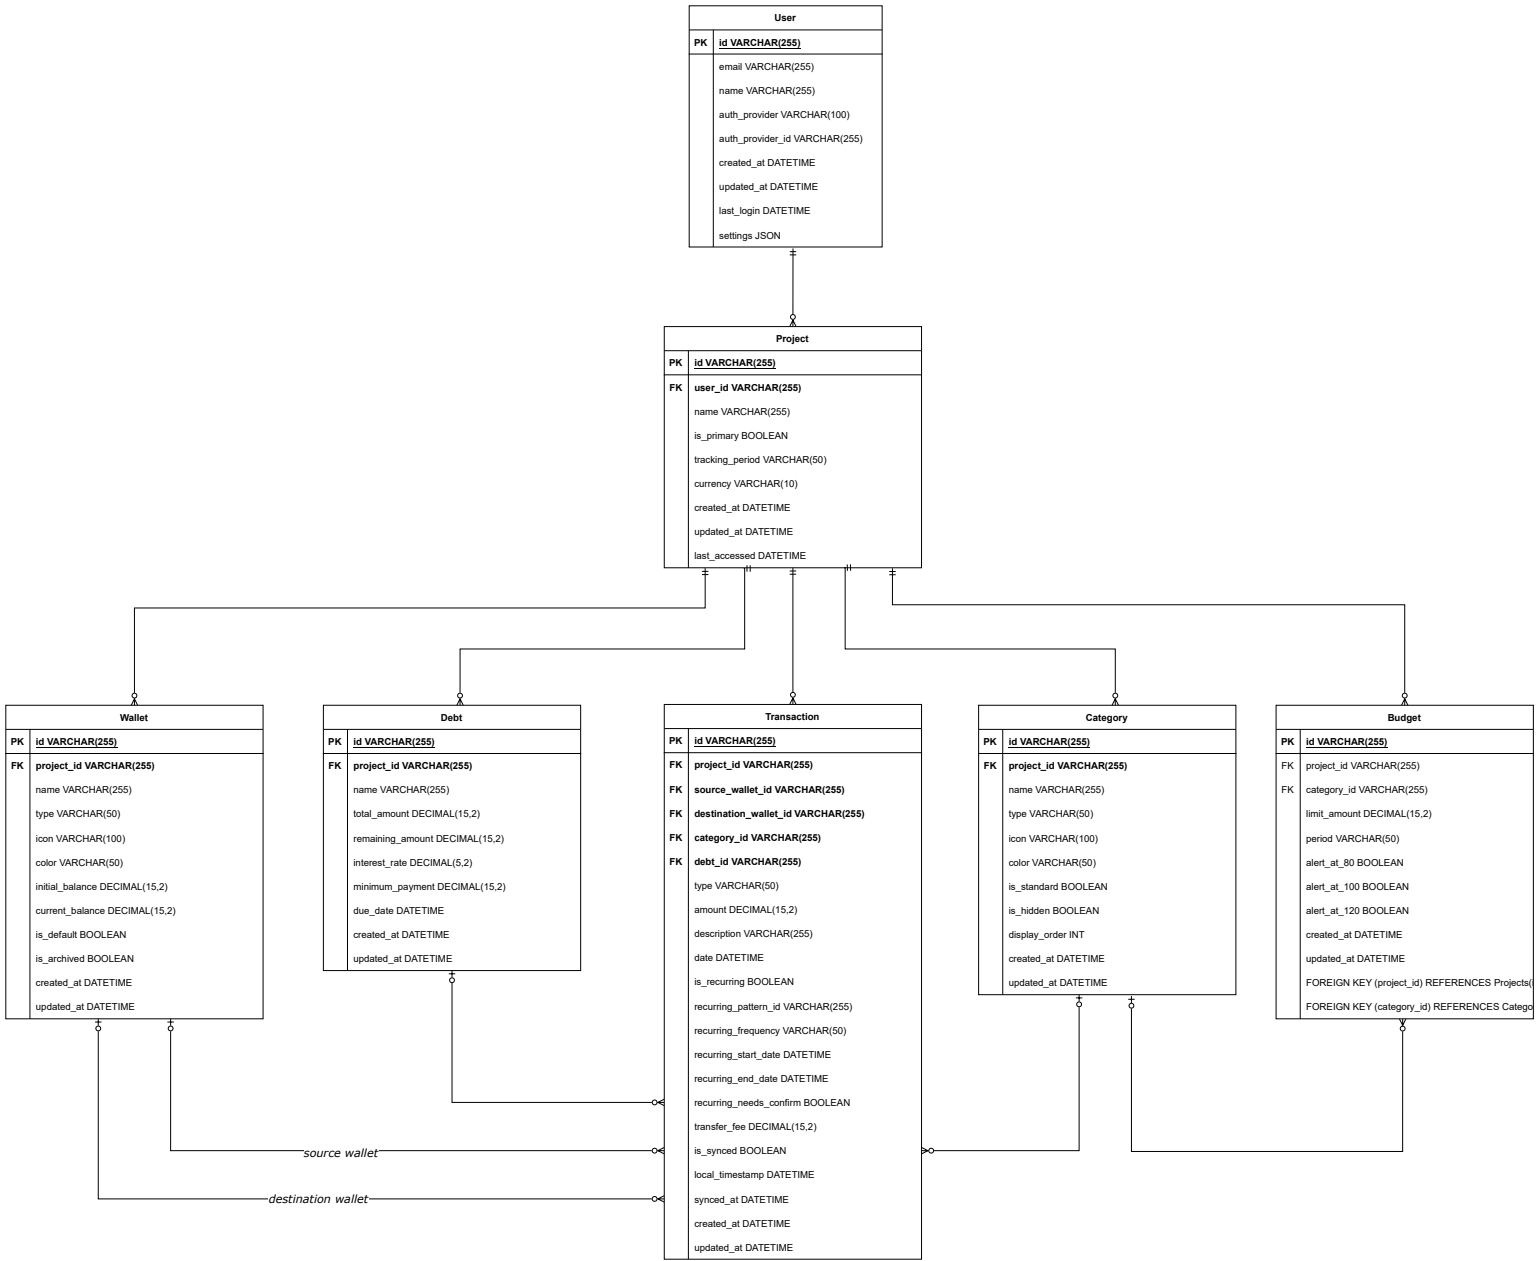 User
PK id VARCHAR(255)
email VARCHAR(255)
name VARCHAR(255)
auth_provider VARCHAR(100)
auth_provider_id VARCHAR(255)
created_at DATETIME
updated_at DATETIME
last_login DATETIME
settings JSON
Project
PK id VARCHAR(255)
FK user_id VARCHAR(255)
name VARCHAR(255)
is_primary BOOLEAN
tracking_period VARCHAR(50)
currency VARCHAR(10)
created_at DATETIME
updated_at DATETIME
last_accessed DATETIME
Wallet
PK id VARCHAR(255)
FK project_id VARCHAR(255)
name VARCHAR(255)
type VARCHAR(50)
icon VARCHAR(100)
color VARCHAR(50)
initial_balance DECIMAL(15,2)
current_balance DECIMAL(15,2)
is_default BOOLEAN
is_archived BOOLEAN
created_at DATETIME
updated_at DATETIME
Debt
PK id VARCHAR(255)
FK project_id VARCHAR(255)
name VARCHAR(255)
total_amount DECIMAL(15,2)
remaining_amount DECIMAL(15,2)
interest_rate DECIMAL(5,2)
minimum_payment DECIMAL(15,2)
due_date DATETIME
created_at DATETIME
updated_at DATETIME
Transaction
PK id VARCHAR(255)
FK project_id VARCHAR(255)
FK source_wallet_id VARCHAR(255)
FK destination_wallet_id VARCHAR(255)
FK category_id VARCHAR(255)
FK debt_id VARCHAR(255)
type VARCHAR(50)
amount DECIMAL(15,2)
description VARCHAR(255)
date DATETIME
is_recurring BOOLEAN
recurring_pattern_id VARCHAR(255)
recurring_frequency VARCHAR(50)
recurring_start_date DATETIME
recurring_end_date DATETIME
recurring_needs_confirm BOOLEAN
transfer_fee DECIMAL(15,2)
is_synced BOOLEAN
local_timestamp DATETIME
synced_at DATETIME
created_at DATETIME
updated_at DATETIME
Category
PK id VARCHAR(255)
FK project_id VARCHAR(255)
name VARCHAR(255)
type VARCHAR(50)
icon VARCHAR(100)
color VARCHAR(50)
is_standard BOOLEAN
is_hidden BOOLEAN
display_order INT
created_at DATETIME
updated_at DATETIME
Budget
PK id VARCHAR(255)
FK project_id VARCHAR(255)
FK category_id VARCHAR(255)
limit_amount DECIMAL(15,2)
period VARCHAR(50)
alert_at_80 BOOLEAN
alert_at_100 BOOLEAN
alert_at_120 BOOLEAN
created_at DATETIME
updated_at DATETIME
FOREIGN KEY (project_id) REFERENCES Projects(
FOREIGN KEY (category_id) REFERENCES Catego
source wallet
destination wallet